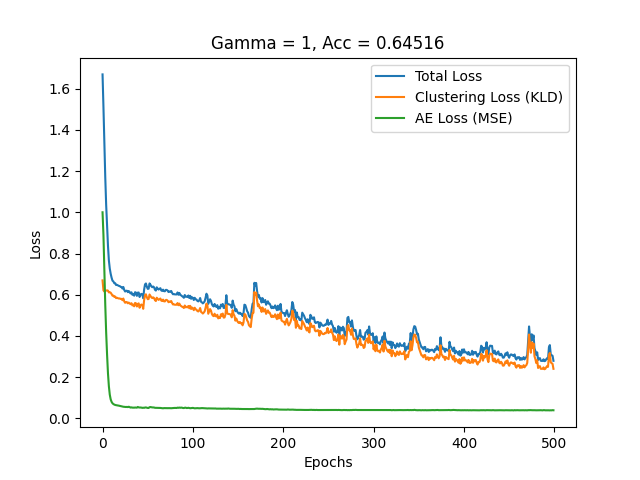 Gamma = 1, Acc = 0.64516
Total Loss
Clustering Loss (KLD)
AE Loss (MSE)
1.6
1.4
1.2
1.0
0.8
0.6
0.4
0.2
0.0
Loss
0 100 200 300 400 500
Epochs